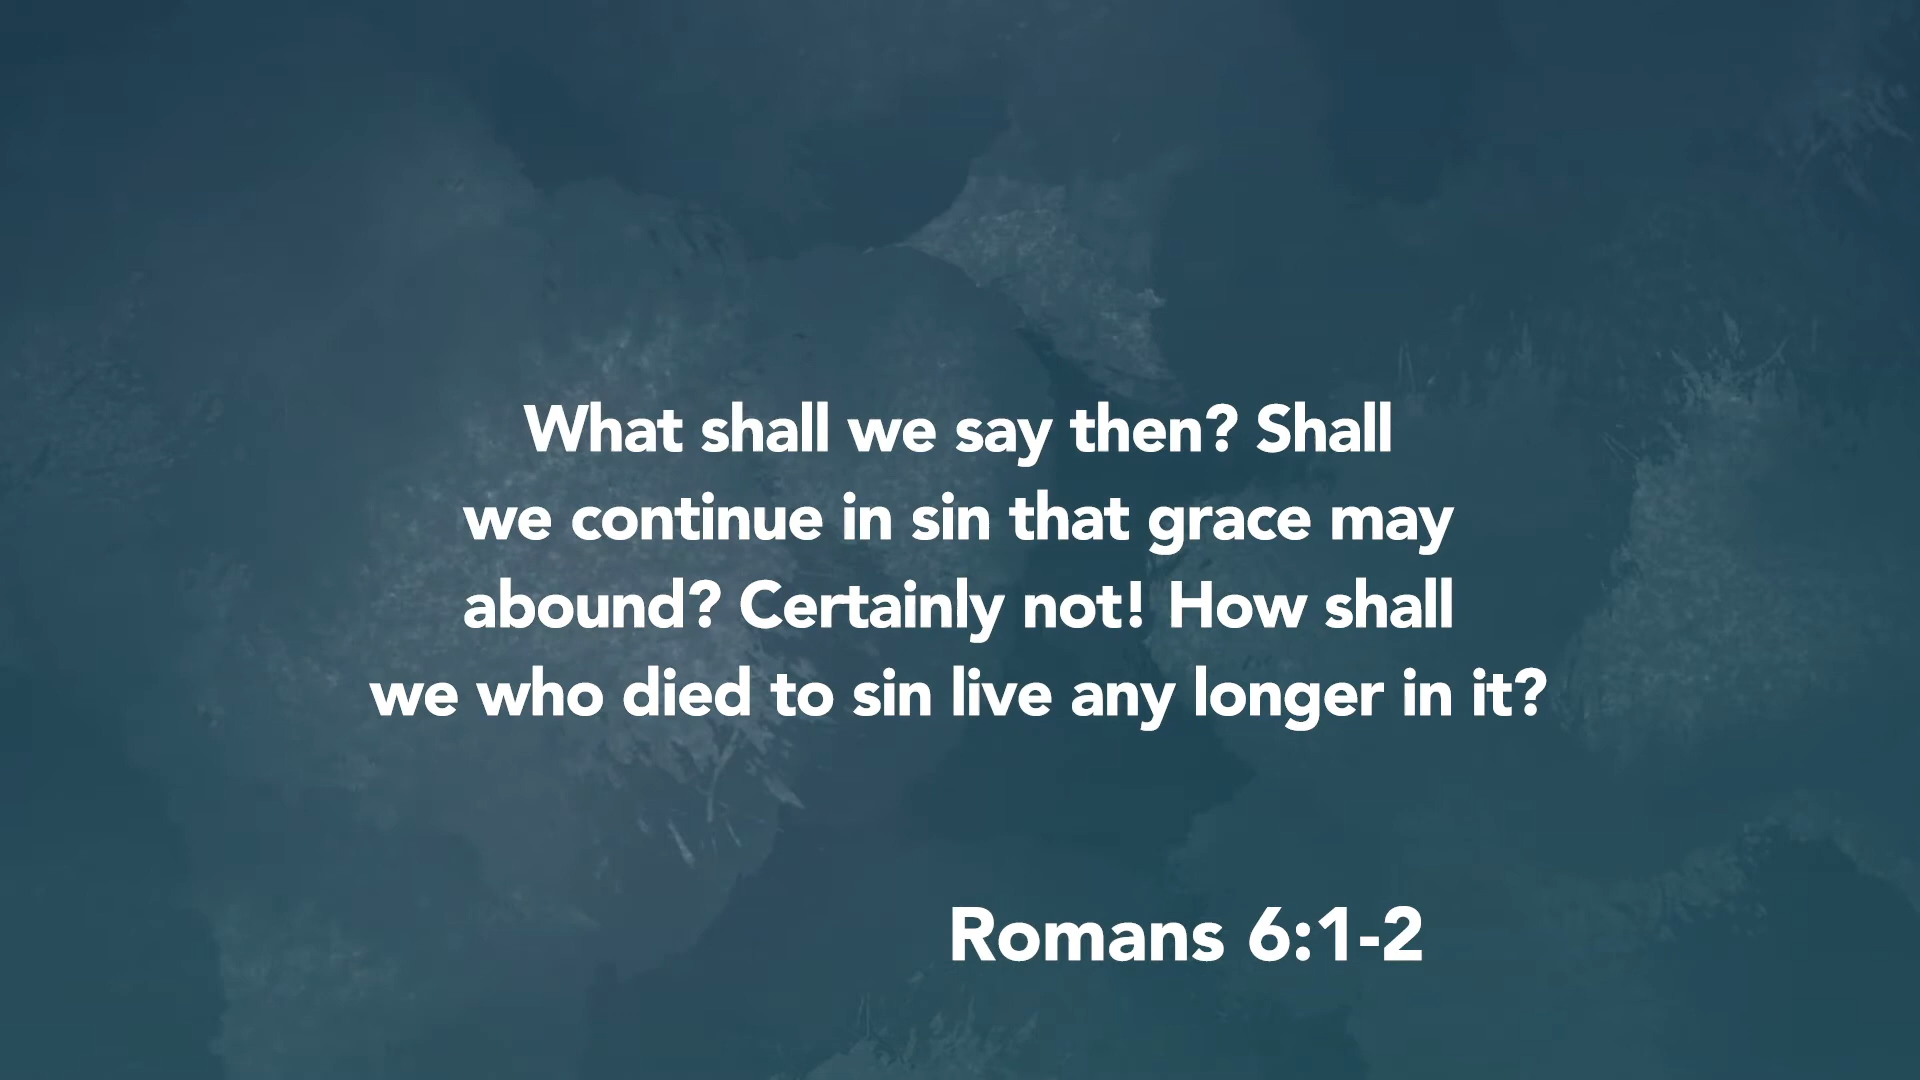 What shall we say then? Shall
we continue in sin that grace may
abound? Certainly not! How shall
we who died to sin live any longer in it?
Romans 6:1-2